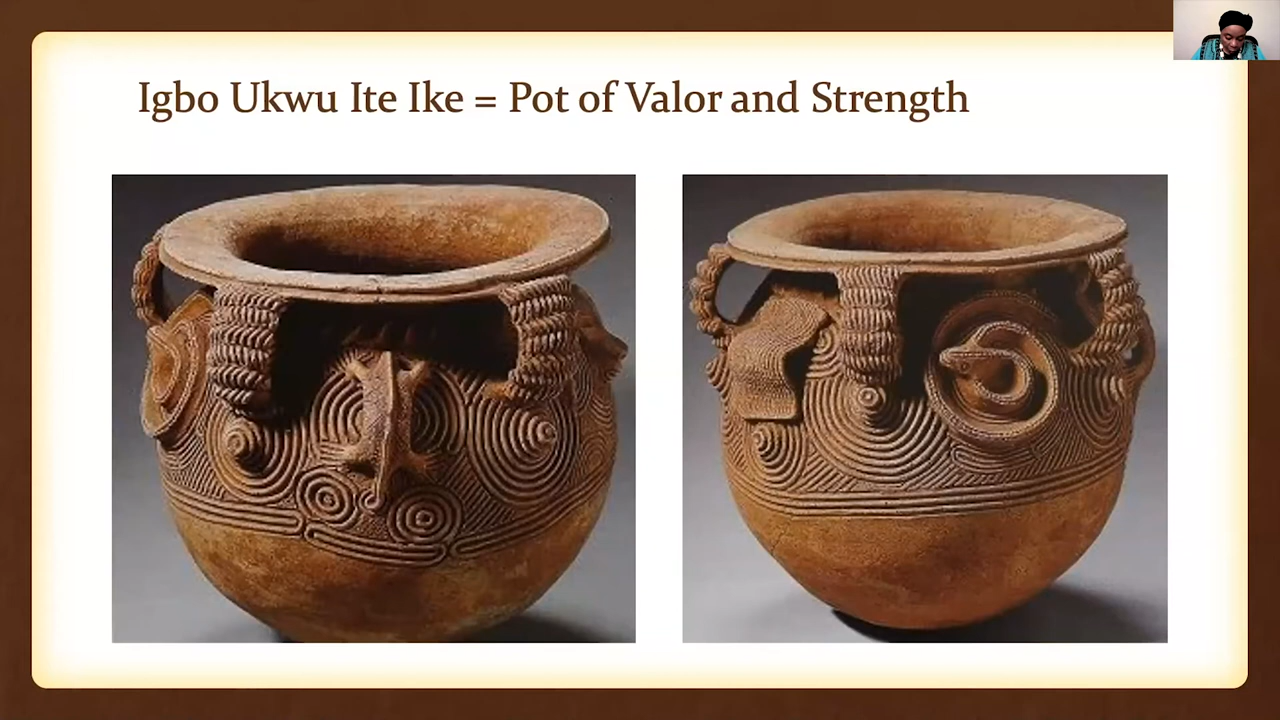 Igbo Ukwu Ite Ike = Pot of Valor and Strength